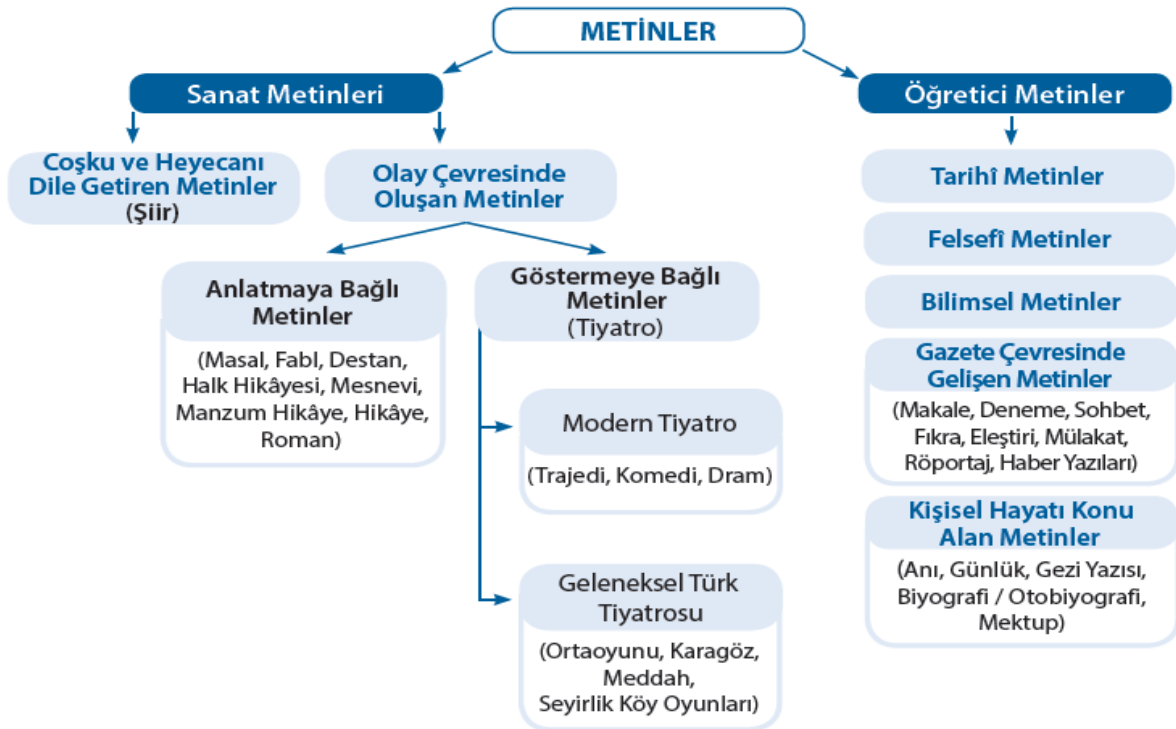 METİNLER
Sanat Metinleri
Coşku ve Heyecanı
Dile Getiren Metinler
(Şiir)
Olay Çevresinde
Oluşan Metinler
Anlatmaya Bağlı
Metinler
(Masal, Fabl, Destan,
Halk Hikâyesi, Mesnevi,
Manzum Hikâye, Hikâye,
Roman)
Göstermeye Bağlı
Metinler
(Tiyatro)
Modern Tiyatro
(Trajedi, Komedi, Dram)
Geleneksel Türk
Tiyatrosu
(Ortaoyunu, Karagöz,
Meddah,
Seyirlik Köy Oyunları)
Öğretici Metinler
Tarihî Metinler
Felsefî Metinler
Bilimsel Metinler
Gazete Çevresinde
Gelişen Metinler
(Makale, Deneme, Sohbet,
Fıkra, Eleştiri, Mülakat,
Röportaj, Haber Yazıları)
Kişisel Hayatı Konu
Alan Metinler
(Anı, Günlük, Gezi Yazısı,
Biyografi / Otobiyografi,
Mektup)